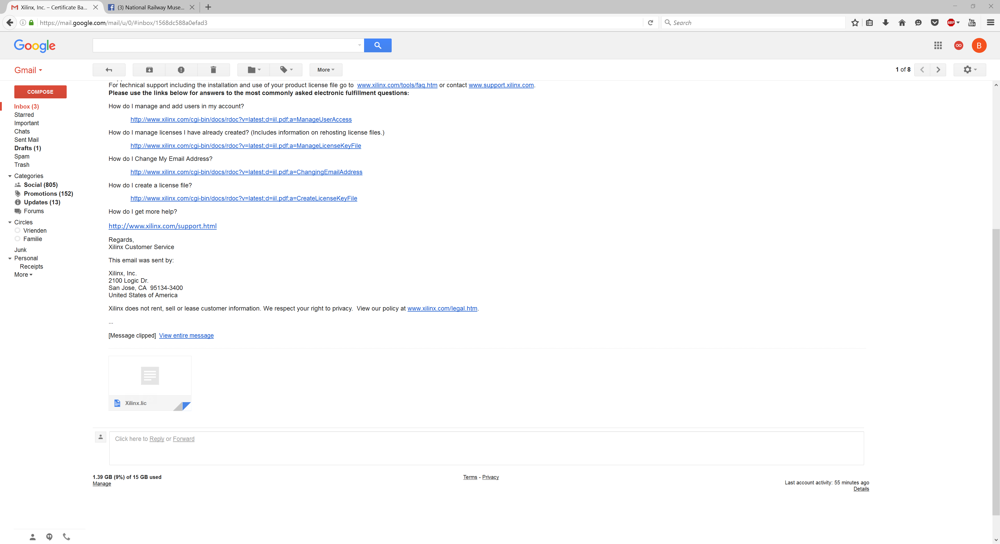 Xilinx, Inc. – Certificate Ba...
(3) National Railway Muse...
https://mail.google.com/mail/u/0/#inbox/1568dc588a0efad3
Search
ABP
You Tube
Google
B
Gmail
More
1 of 8
COMPOSE
Inbox (3)
Starred
Important
Chats
Sent Mail
Drafts (1)
Spam
Trash
Categories
Social (805)
Promotions (152)
Updates (13)
Forums
Circles
Vrienden
Familie
Junk
Personal
Receipts
More
For technical support including the installation and use of your product license file go to www.xilinx.com/tools/faq.htm or contact www.support.xilinx.com.
Please use the links below for answers to the most commonly asked electronic fulfillment questions:
How do I manage and add users in my account?
http://www.xilinx.com/cgi-bin/docs/rdoc?v=latest;d=iil.pdf;a=ManageUserAccess
How do I manage licenses I have already created? (Includes information on rehosting license files.)
http://www.xilinx.com/cgi-bin/docs/rdoc?v=latest;d=iil.pdf;a=ManageLicenseKeyFile
How do I Change My Email Address?
http://www.xilinx.com/cgi-bin/docs/rdoc?v=latest;d=iil.pdf;a=ChangingEmailAddress
How do I create a license file?
http://www.xilinx.com/cgi-bin/docs/rdoc?v=latest;d=iil.pdf;a=CreateLicenseKeyFile
How do I get more help?
http://www.xilinx.com/support.html
Regards,
Xilinx Customer Service
This email was sent by:
Xilinx, Inc.
2100 Logic Dr.
San Jose, CA 95134-3400
United States of America
Xilinx does not rent, sell or lease customer information. We respect your right to privacy. View our policy at www.xilinx.com/legal.htm.
...
[Message clipped] View entire message
Xilinx.lic
Click here to Reply or Forward
1.39 GB (9%) of 15 GB used
Manage
Terms - Privacy
Last account activity: 55 minutes ago
Details